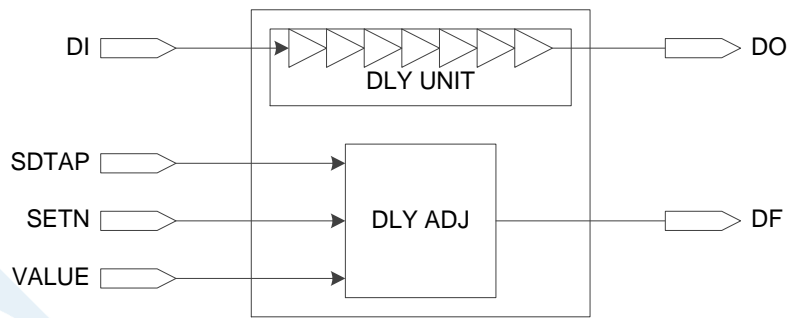 DI
DO
DLY UNIT
SDTAP
SETN
DLY ADJ
DF
VALUE